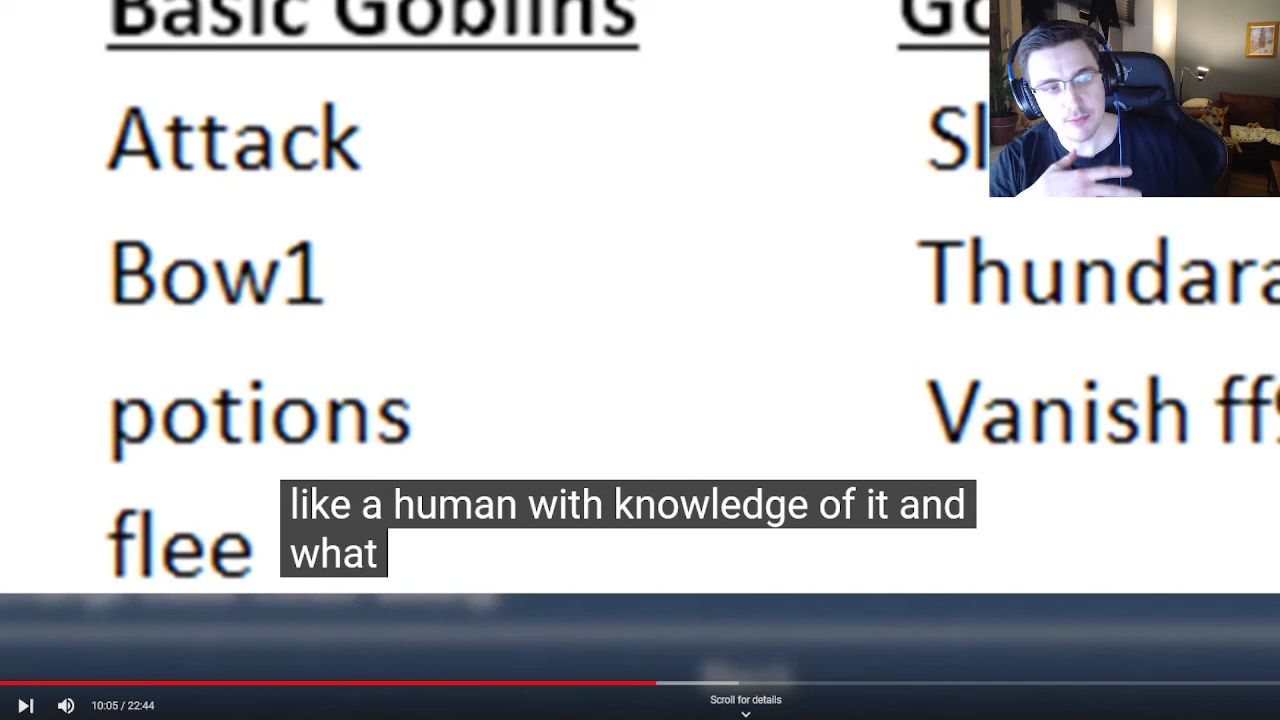 Basic Goblins
Attack
Bow1
Thundara
potions
Vanish
flee
like a human with knowledge of it and
what
10:05 / 22:44
Scroll for details